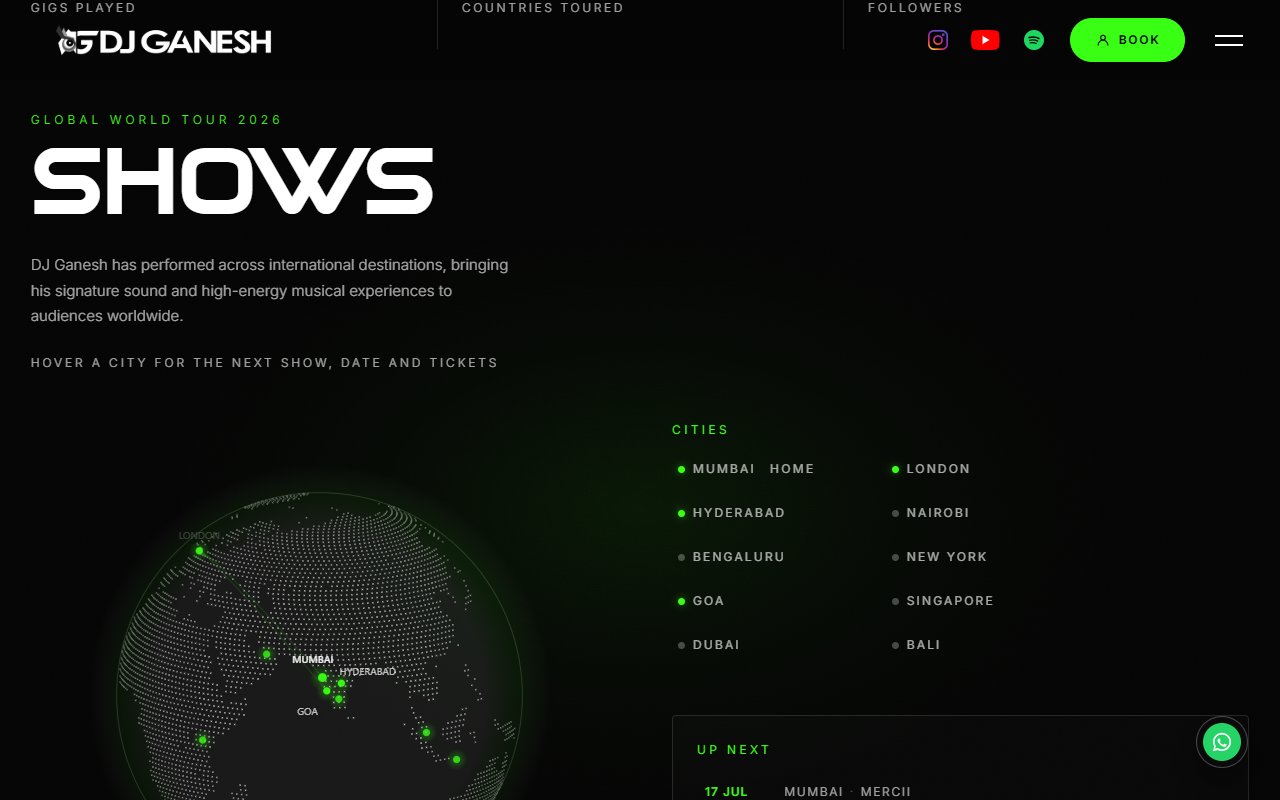 GIGS PLAYED
COUNTRIES TOURED
FOLLOWERS
DJ GANESH
BOOK
GLOBAL WORLD TOUR 2026
SHOWS
DJ Ganesh has performed across international destinations, bringing
his signature sound and high-energy musical experiences to
audiences worldwide.
HOVER A CITY FOR THE NEXT SHOW, DATE AND TICKETS
LONDON
MUMBAI
HYDERABAD
GOA
CITIES
MUMBAI HOME
LONDON
HYDERABAD
NAIROBI
BENGALURU
NEW YORK
GOA
SINGAPORE
DUBAI
BALI
UP NEXT
17 JUL MUMBAI · MERCII